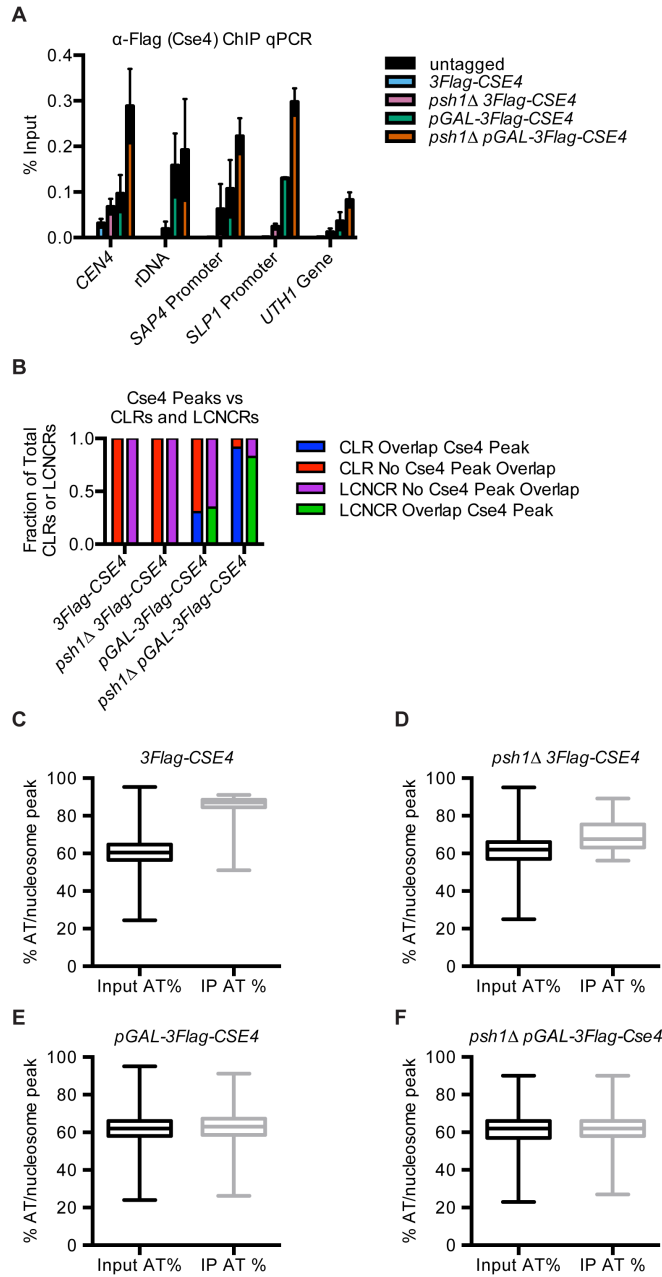 A
α-Flag (Cse4) ChIP qPCR
% Input
0.4
0.3
0.2
0.1
0.0
CEN4
rDNA
SAP4 Promoter
SLP1 Promoter
UTH1 Gene
untagged
3Flag-CSE4
psh1Δ 3Flag-CSE4
pGAL-3Flag-CSE4
psh1Δ pGAL-3Flag-CSE4
B
Cse4 Peaks vs
CLRs and LCNCRs
Fraction of Total
CLRs or LCNCRs
1.0
0.5
0.0
3Flag-CSE4
psh1Δ 3Flag-CSE4
pGAL-3Flag-CSE4
psh1Δ pGAL-3Flag-CSE4
CLR Overlap Cse4 Peak
CLR No Cse4 Peak Overlap
LCNCR No Cse4 Peak Overlap
LCNCR Overlap Cse4 Peak
C
3Flag-CSE4
% AT/nucleosome peak
100
80
60
40
20
0
Input AT%
IP AT %
D
psh1Δ 3Flag-CSE4
% AT/nucleosome peak
100
80
60
40
20
0
Input AT%
IP AT %
E
pGAL-3Flag-CSE4
% AT/nucleosome peak
100
80
60
40
20
0
Input AT%
IP AT %
F
psh1Δ pGAL-3Flag-Cse4
% AT/nucleosome peak
100
80
60
40
20
0
Input AT%
IP AT %